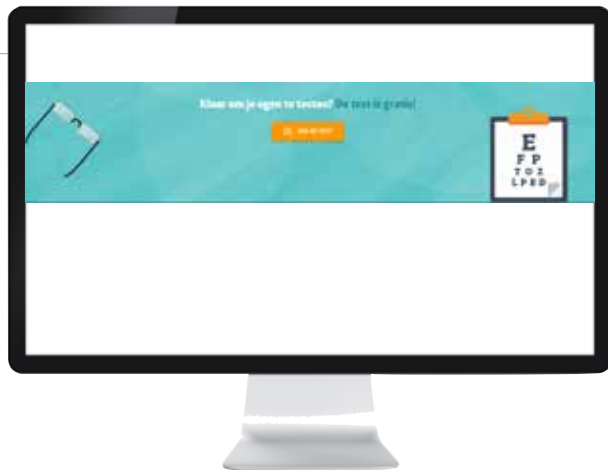 Klaar om je ogen te testen? De test is gratis!
E
F P
T O Z
L P E D